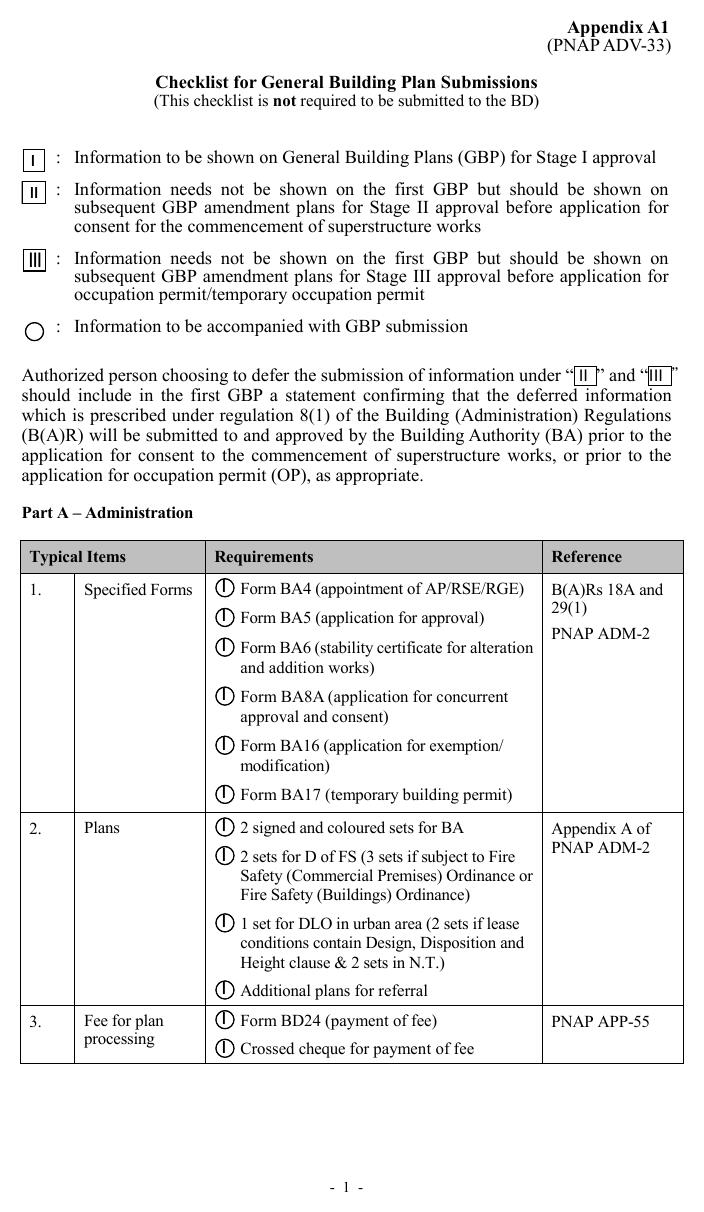 Appendix A1
(PNAP ADV-33)
Checklist for General Building Plan Submissions
(This checklist is not required to be submitted to the BD)
I : Information to be shown on General Building Plans (GBP) for Stage I approval
II : Information needs not be shown on the first GBP but should be shown on
subsequent GBP amendment plans for Stage II approval before application for
consent for the commencement of superstructure works
III : Information needs not be shown on the first GBP but should be shown on
subsequent GBP amendment plans for Stage III approval before application for
occupation permit/temporary occupation permit
○ : Information to be accompanied with GBP submission
Authorized person choosing to defer the submission of information under “II” and “III”
should include in the first GBP a statement confirming that the deferred information
which is prescribed under regulation 8(1) of the Building (Administration) Regulations
(B(A)R) will be submitted to and approved by the Building Authority (BA) prior to the
application for consent to the commencement of superstructure works, or prior to the
application for occupation permit (OP), as appropriate.
Part A – Administration
Typical Items Requirements Reference
1. Specified Forms
I Form BA4 (appointment of AP/RSE/RGE)
I Form BA5 (application for approval)
I Form BA6 (stability certificate for alteration
and addition works)
I Form BA8A (application for concurrent
approval and consent)
I Form BA16 (application for exemption/
modification)
I Form BA17 (temporary building permit)
B(A)Rs 18A and
29(1)
PNAP ADM-2
2. Plans
I 2 signed and coloured sets for BA
I 2 sets for D of FS (3 sets if subject to Fire
Safety (Commercial Premises) Ordinance or
Fire Safety (Buildings) Ordinance)
I 1 set for DLO in urban area (2 sets if lease
conditions contain Design, Disposition and
Height clause & 2 sets in N.T.)
I Additional plans for referral
Appendix A of
PNAP ADM-2
3. Fee for plan
processing
I Form BD24 (payment of fee)
I Crossed cheque for payment of fee
PNAP APP-55
- 1 -